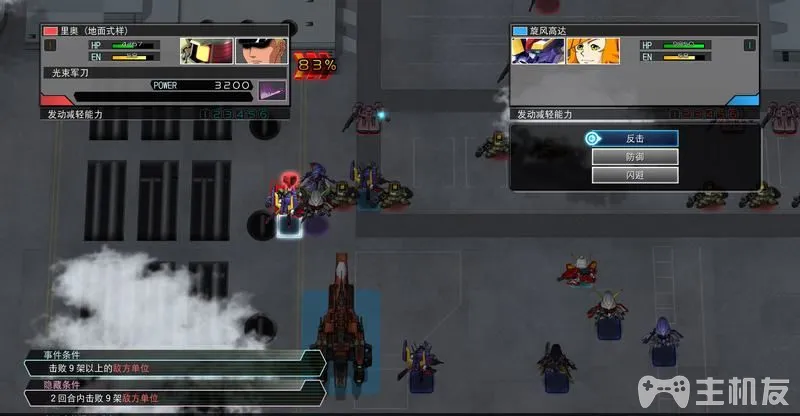 里奥（地面式样）
HP
EN
83%
光束军刀
POWER 3200
发动减轻能力 123456
旋风高达
HP
EN
发动减轻能力 123456
反击
防御
闪避
事件条件
击败9架以上的敌方单位
隐藏条件
2回合内击败9架敌方单位
主机友